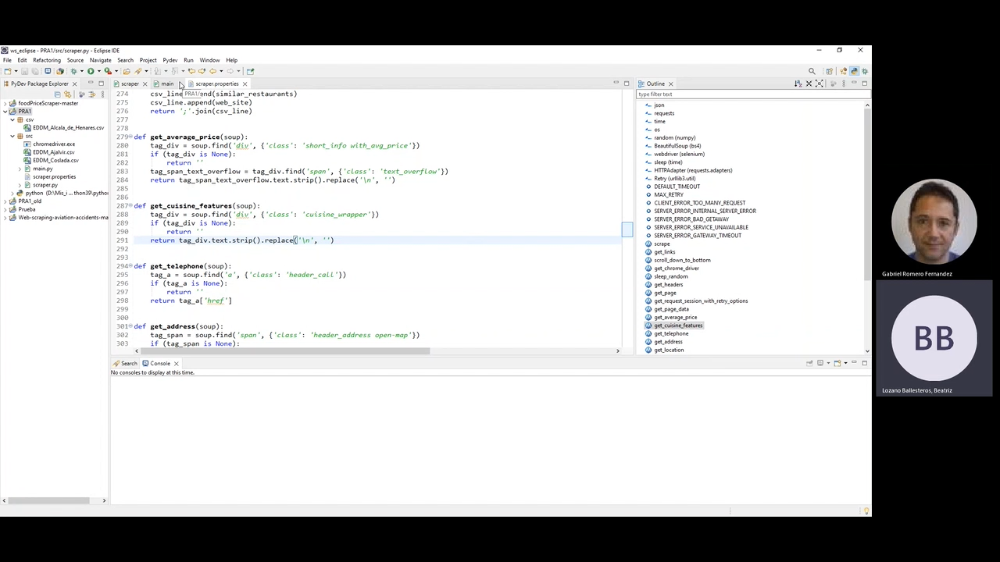 ws_eclipse - PRA1/src/scraper.py - Eclipse IDE
File Edit Refactoring Source Navigate Search Project Pydev Run Window Help
PyDev Package Explorer
foodPriceScraper-master
PRA1
csv
EDDM_Alcala_de_Henares.csv
src
chromedriver.exe
EDDM_Ajalvir.csv
EDDM_Coslada.csv
main.py
scraper.properties
scraper.py
python (D:\Mis_i ... thon39\pytho
PRA1_old
Prueba
Web-scraping-aviation-accidents-ma
scraper main scraper.properties
274 csv_line end(similar_restaurants)
PRA1/
275 csv_line.append(web_site)
276 return ';'.join(csv_line)
277
278
279 def get_average_price(soup):
280 tag_div = soup.find('div', {'class': 'short_info with_avg_price'})
281 if (tag_div is None):
282 return ''
283 tag_span_text_overflow = tag_div.find('span', {'class': 'text_overflow'})
284 return tag_span_text_overflow.text.strip().replace('\n', '')
285
286
287 def get_cuisine_features(soup):
288 tag_div = soup.find('div', {'class': 'cuisine_wrapper'})
289 if (tag_div is None):
290 return ''
291 return tag_div.text.strip().replace('\n', '')
292
293
294 def get_telephone(soup):
295 tag_a = soup.find('a', {'class': 'header_call'})
296 if (tag_a is None):
297 return ''
298 return tag_a['href']
299
300
301 def get_address(soup):
302 tag_span = soup.find('span', {'class': 'header_address open-map'})
303 if (tag_span is None):
Outline
type filter text
json
requests
time
os
random (numpy)
BeautifulSoup (bs4)
webdriver (selenium)
sleep (time)
HTTPAdapter (requests.adapters)
Retry (urllib3.util)
DEFAULT_TIMEOUT
MAX_RETRY
CLIENT_ERROR_TOO_MANY_REQUEST
SERVER_ERROR_INTERNAL_SERVER_ERROR
SERVER_ERROR_BAD_GETAWAY
SERVER_ERROR_SERVICE_UNAVAILABLE
SERVER_ERROR_GATEWAY_TIMEOUT
scrape
get_links
scroll_down_to_bottom
get_chrome_driver
sleep_random
get_headers
get_page
get_request_session_with_retry_options
get_page_data
get_average_price
get_cuisine_features
get_telephone
get_address
get_location
Search Console
No consoles to display at this time.
Gabriel Romero Fernandez
BB
Lozano Ballesteros, Beatriz